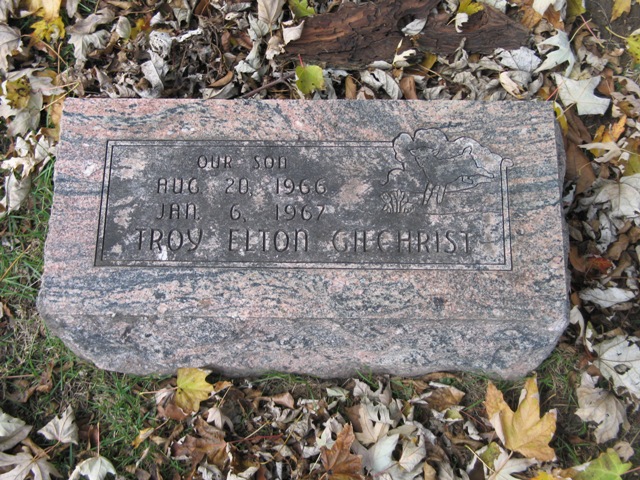 OUR SON
AUG 20, 1966
JAN. 6, 1967
TROY ELTON GILCHRIST